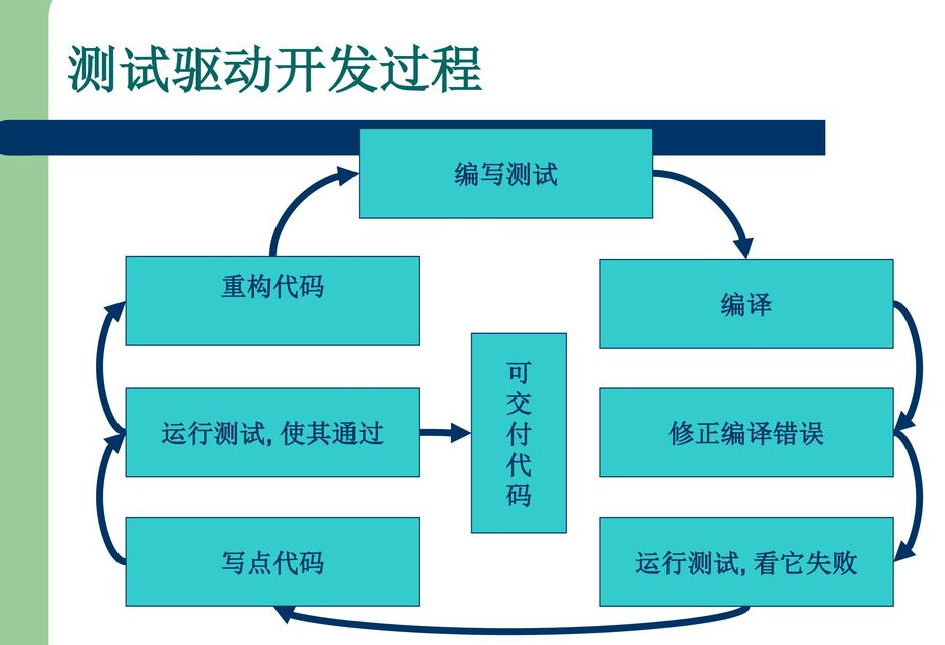 测试驱动开发过程
编写测试
重构代码
编译
可交付代码
运行测试, 使其通过
修正编译错误
写点代码
运行测试, 看它失败